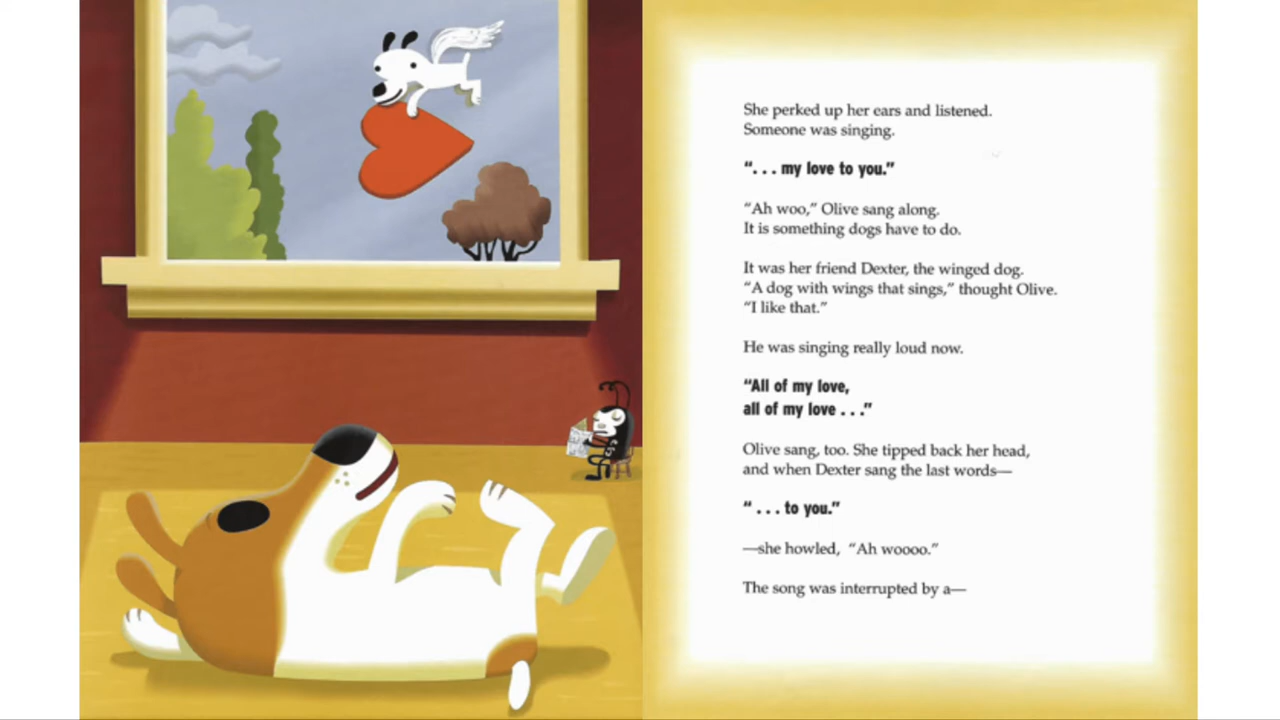 She perked up her ears and listened.
Someone was singing.
“. . . my love to you.”
“Ah woo,” Olive sang along.
It is something dogs have to do.
It was her friend Dexter, the winged dog.
“A dog with wings that sings,” thought Olive.
“I like that.”
He was singing really loud now.
“All of my love,
all of my love . . .”
Olive sang, too. She tipped back her head,
and when Dexter sang the last words—
“ . . . to you.”
—she howled, “Ah woooo.”
The song was interrupted by a—